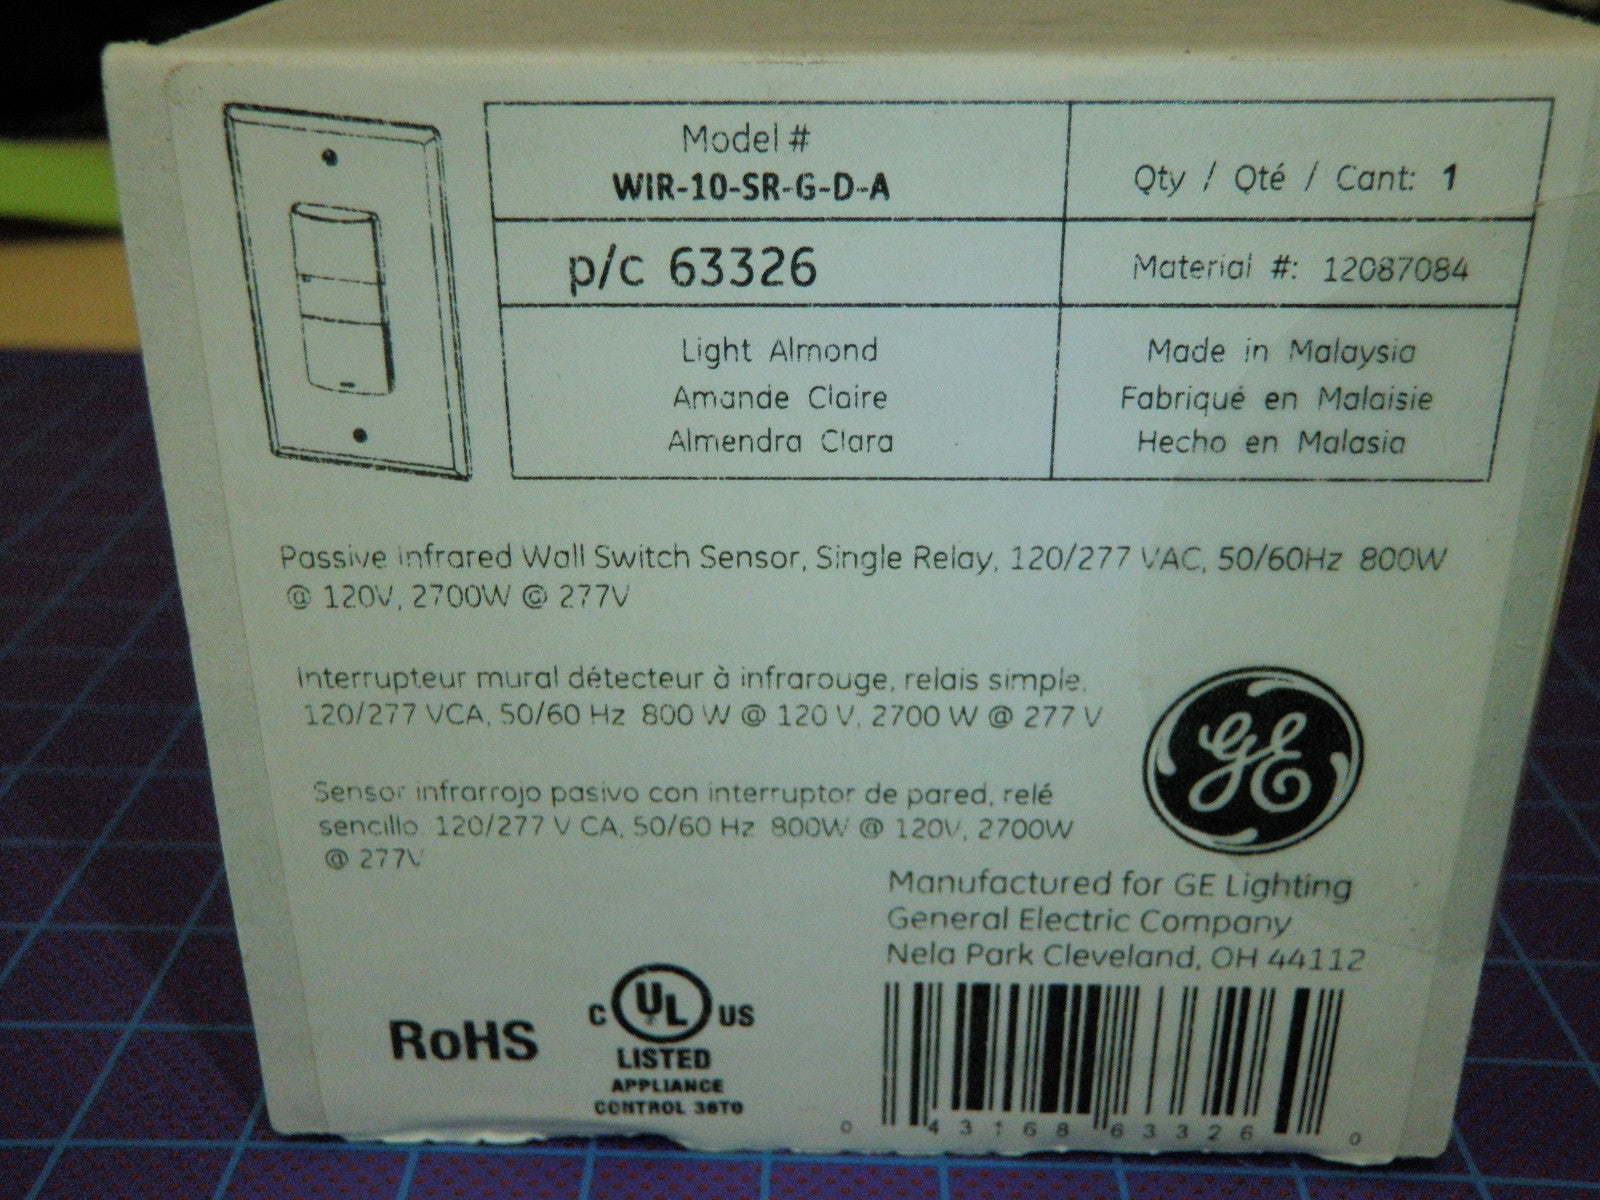 Model #
WIR-10-SR-G-D-A
Qty / Qté / Cant: 1
p/c 63326
Material #: 12087084
Light Almond
Amande Claire
Almendra Clara
Made in Malaysia
Fabriqué en Malaisie
Hecho en Malasia
Passive infrared Wall Switch Sensor, Single Relay, 120/277 VAC, 50/60Hz 800W
@ 120V, 2700W @ 277V
Interrupteur mural détecteur à infrarouge, relais simple,
120/277 VCA, 50/60 Hz 800 W @ 120 V, 2700 W @ 277 V
Sensor infrarrojo pasivo con interruptor de pared, relé
sencillo, 120/277 V CA, 50/60 Hz 800W @ 120V, 2700W
@ 277V
GE
Manufactured for GE Lighting
General Electric Company
Nela Park Cleveland, OH 44112
RoHS
C UL US
LISTED
APPLIANCE
CONTROL 36T0
0 43168 63326 0